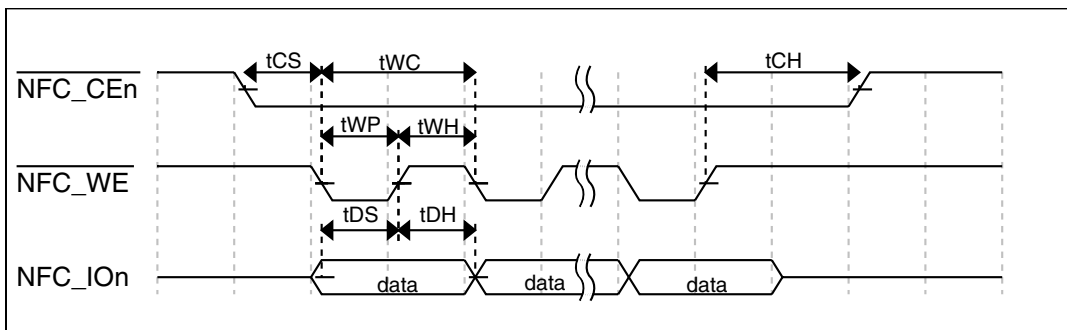 tCS tWC tCH
NFC_CEn
tWP tWH
NFC_WE
tDS tDH
NFC_IOn data data data